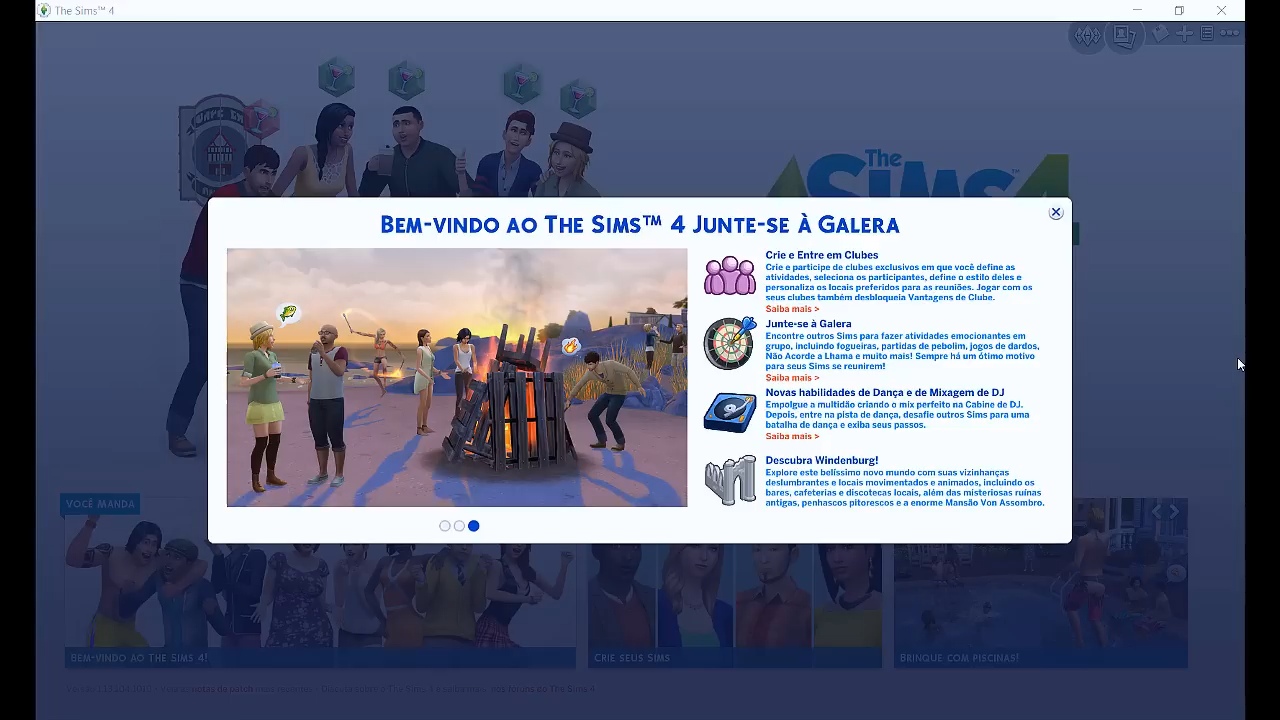 The Sims™ 4
The Sims 4
BEM-VINDO AO THE SIMS™ 4 JUNTE-SE À GALERA
Crie e Entre em Clubes
Crie e participe de clubes exclusivos em que você define as
atividades, seleciona os participantes, define o estilo deles e
personaliza os locais preferidos para as reuniões. Jogar com os
seus clubes também desbloqueia Vantagens de Clube.
Saiba mais >
Junte-se à Galera
Encontre outros Sims para fazer atividades emocionantes em
grupo, incluindo fogueiras, partidas de pebolim, jogos de dardos,
Não Acorde a Lhama e muito mais! Sempre há um ótimo motivo
para seus Sims se reunirem!
Saiba mais >
Novas habilidades de Dança e de Mixagem de DJ
Empolgue a multidão criando o mix perfeito na Cabine de DJ.
Depois, entre na pista de dança, desafie outros Sims para uma
batalha de dança e exiba seus passos.
Saiba mais >
Descubra Windenburg!
Explore este belíssimo novo mundo com suas vizinhanças
deslumbrantes e locais movimentados e animados, incluindo os
bares, cafeterias e discotecas locais, além das misteriosas ruínas
antigas, penhascos pitorescos e a enorme Mansão Von Assombro.
VOCÊ MANDA
BEM-VINDO AO THE SIMS 4!
CRIE SEUS SIMS
BRINQUE COM PISCINAS!